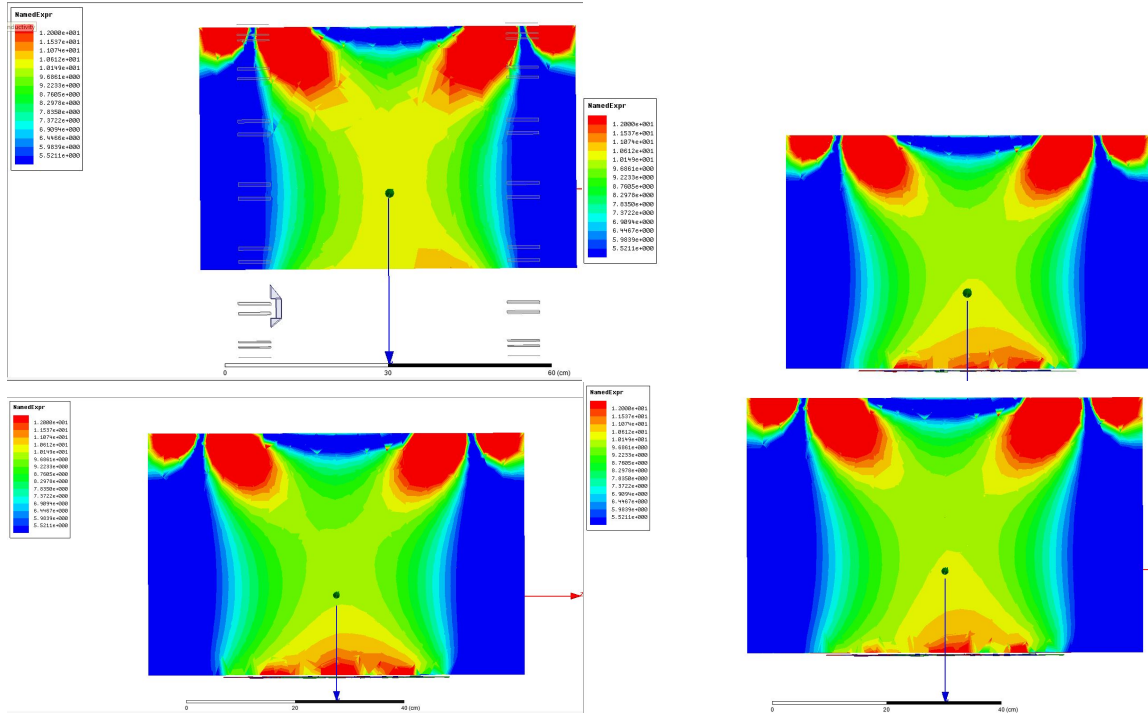 NamedExpr
1.2000e+001
1.1537e+001
1.1074e+001
1.0612e+001
1.0149e+001
9.6861e+000
9.2233e+000
8.7605e+000
8.2978e+000
7.8350e+000
7.3722e+000
6.9094e+000
6.4466e+000
5.9839e+000
5.5211e+000
0
30
60 (cm)
NamedExpr
1.2000e+001
1.1537e+001
1.1074e+001
1.0612e+001
1.0149e+001
9.6861e+000
9.2233e+000
8.7605e+000
8.2978e+000
7.8350e+000
7.3722e+000
6.9094e+000
6.4467e+000
5.9839e+000
5.5211e+000
NamedExpr
1.2000e+001
1.1537e+001
1.1074e+001
1.0612e+001
1.0149e+001
9.6861e+000
9.2233e+000
8.7605e+000
8.2978e+000
7.8350e+000
7.3722e+000
6.9094e+000
6.4467e+000
5.9839e+000
5.5211e+000
0
20
40 (cm)
NamedExpr
1.2000e+001
1.1537e+001
1.1074e+001
1.0612e+001
1.0149e+001
9.6861e+000
9.2233e+000
8.7605e+000
8.2978e+000
7.8350e+000
7.3722e+000
6.9094e+000
6.4467e+000
5.9839e+000
5.5211e+000
0
20
40 (cm)